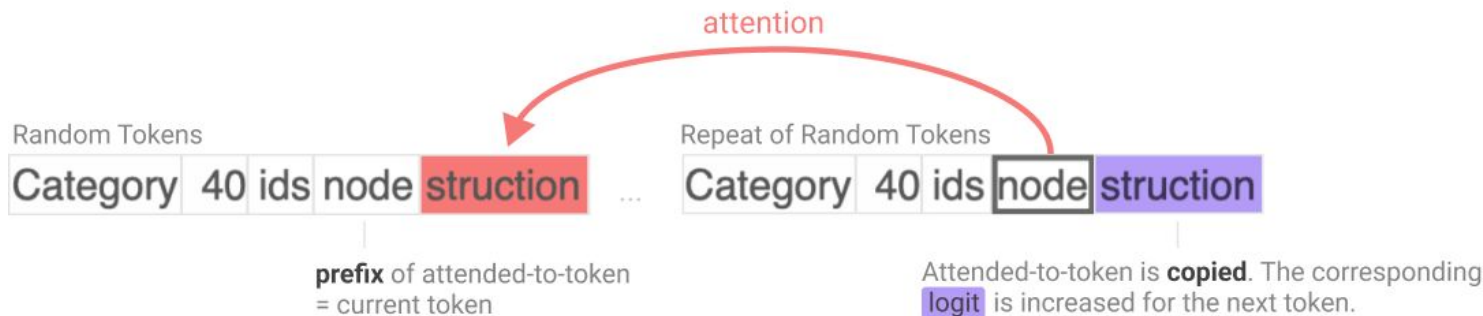 attention
Random Tokens
Repeat of Random Tokens
Category 40 ids node struction ... Category 40 ids node struction
prefix of attended-to-token
= current token
Attended-to-token is copied. The corresponding
logit is increased for the next token.